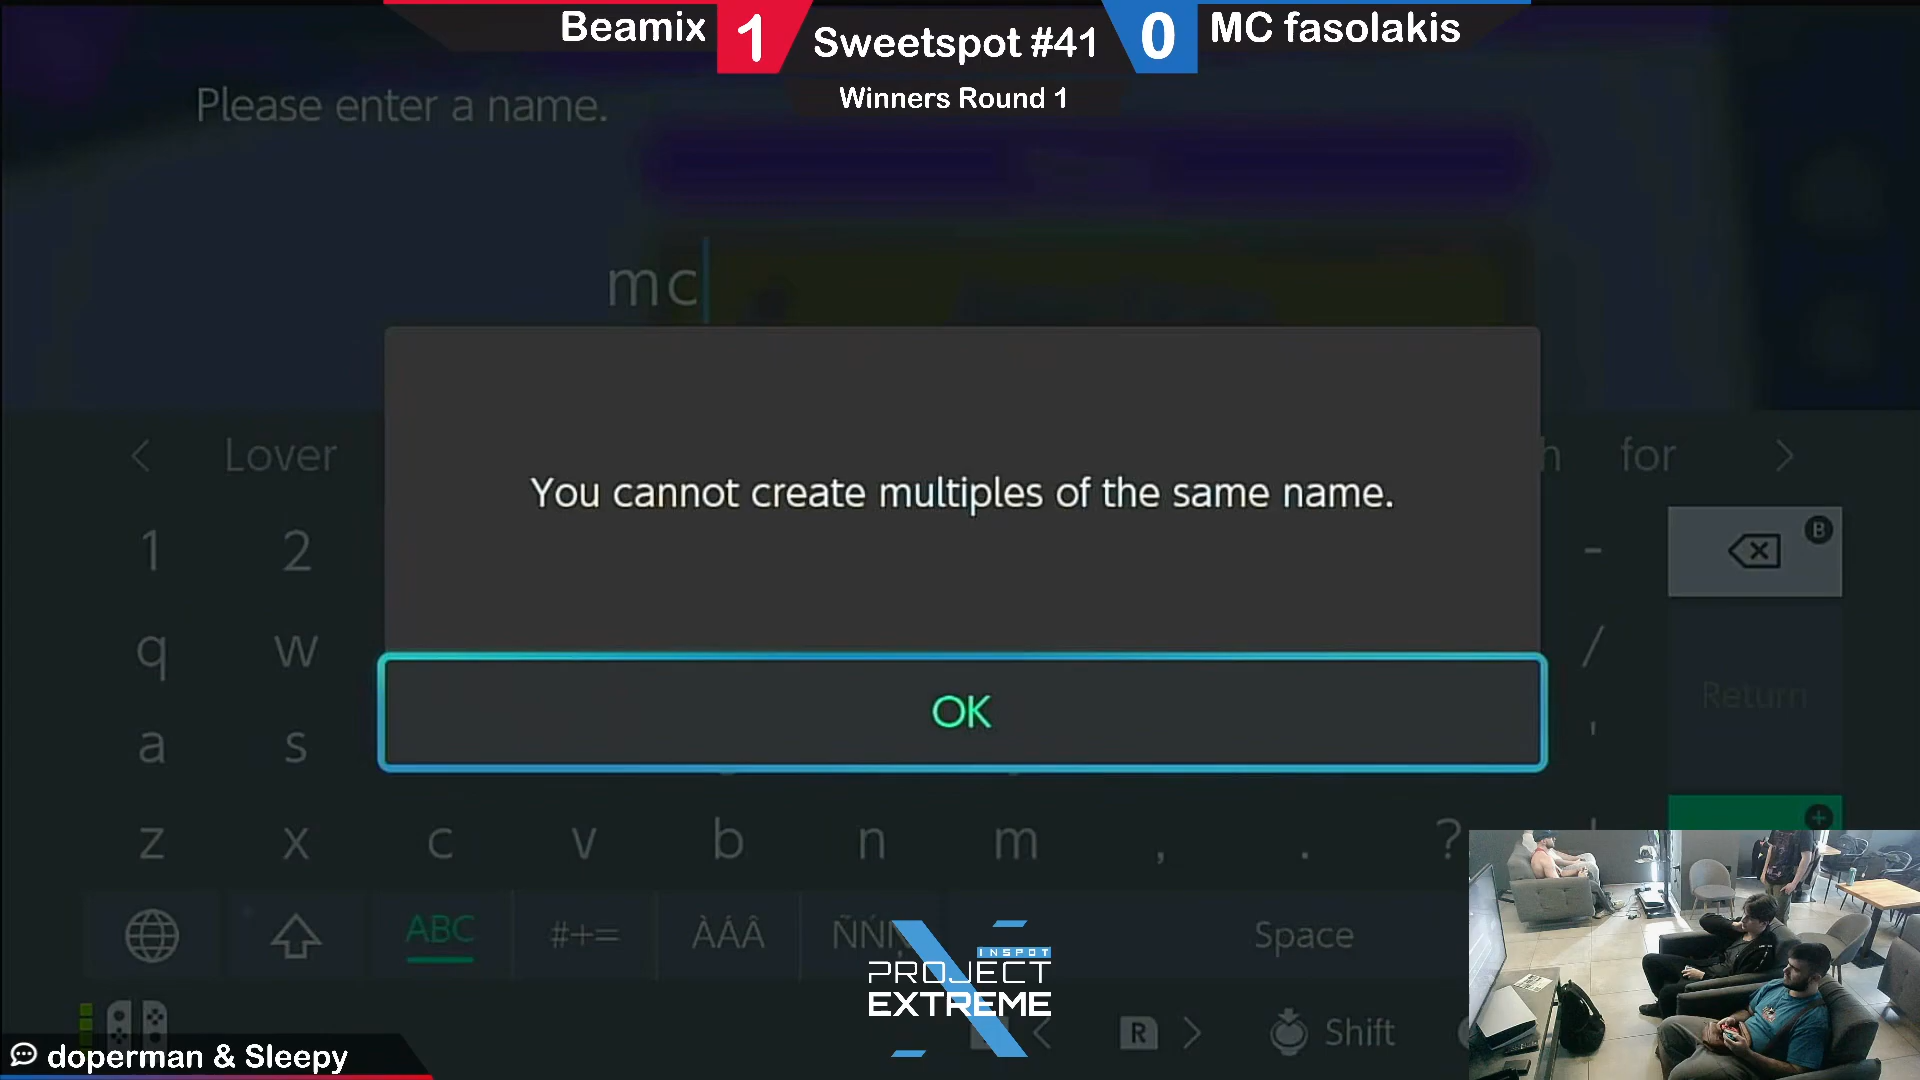 Beamix 1 Sweetspot #41 0 MC fasolakis
Winners Round 1
Please enter a name.
mc
Lover for
You cannot create multiples of the same name.
1 2 - B
q w / Return
a s '
OK
z x c v b n m , . ?
ABC #+= ÀÁÂ Space
INSPOT
PROJECT
EXTREME
R Shift
doperman & Sleepy